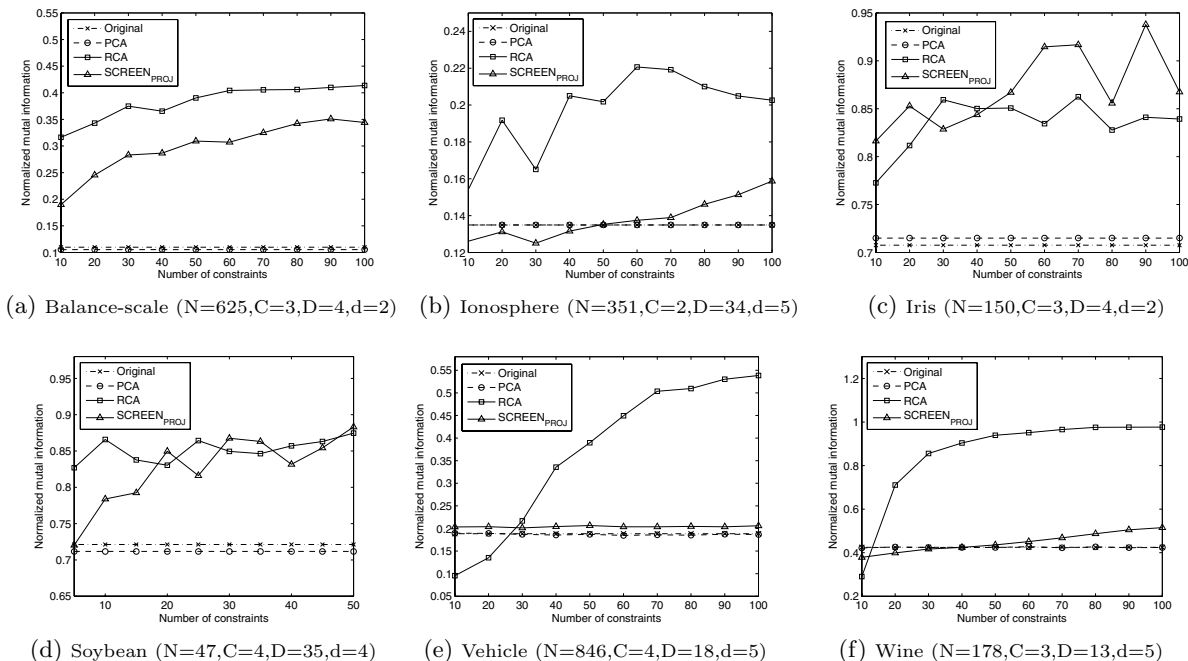 0.55
0.5
0.45
0.4
0.35
0.3
0.25
0.2
0.15
0.1
Normalized mutal information
Original
PCA
RCA
SCREENPROJ
10 20 30 40 50 60 70 80 90 100
Number of constraints
(a) Balance-scale (N=625,C=3,D=4,d=2)
0.24
0.22
0.2
0.18
0.16
0.14
0.12
Normalized mutal information
Original
PCA
RCA
SCREENPROJ
10 20 30 40 50 60 70 80 90 100
Number of constraints
(b) Ionosphere (N=351,C=2,D=34,d=5)
0.95
0.9
0.85
0.8
0.75
0.7
Normalized mutal information
Original
PCA
RCA
SCREENPROJ
10 20 30 40 50 60 70 80 90 100
Number of constraints
(c) Iris (N=150,C=3,D=4,d=2)
0.95
0.9
0.85
0.8
0.75
0.7
0.65
Normalized mutal information
Original
PCA
RCA
SCREENPROJ
10 20 30 40 50
Number of constraints
(d) Soybean (N=47,C=4,D=35,d=4)
0.55
0.5
0.45
0.4
0.35
0.3
0.25
0.2
0.15
0.1
0.05
Normalized mutal information
Original
PCA
RCA
SCREENPROJ
10 20 30 40 50 60 70 80 90 100
Number of constraints
(e) Vehicle (N=846,C=4,D=18,d=5)
1.2
1
0.8
0.6
0.4
0.2
Normalized mutal information
Original
PCA
RCA
SCREENPROJ
10 20 30 40 50 60 70 80 90 100
Number of constraints
(f) Wine (N=178,C=3,D=13,d=5)